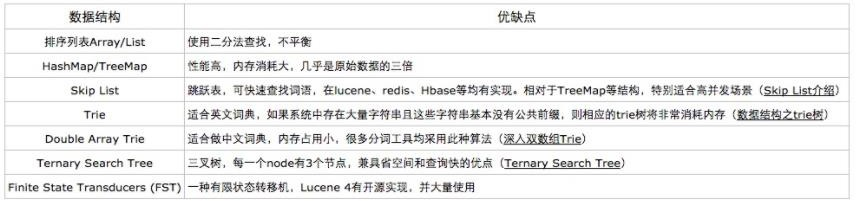 数据结构 优缺点
排序列表Array/List 使用二分法查找，不平衡
HashMap/TreeMap 性能高，内存消耗大，几乎是原始数据的三倍
Skip List 跳跃表，可快速查找词语，在lucene、redis、Hbase等均有实现。相对于TreeMap等结构，特别适合高并发场景（Skip List介绍）
Trie 适合英文词典，如果系统中存在大量字符串且这些字符串基本没有公共前缀，则相应的trie树将非常消耗内存（数据结构之trie树）
Double Array Trie 适合做中文词典，内存占用小，很多分词工具均采用此种算法（深入双数组Trie）
Ternary Search Tree 三叉树，每一个node有3个节点，兼具省空间和查询快的优点（Ternary Search Tree）
Finite State Transducers (FST) 一种有限状态转移机，Lucene 4有开源实现，并大量使用